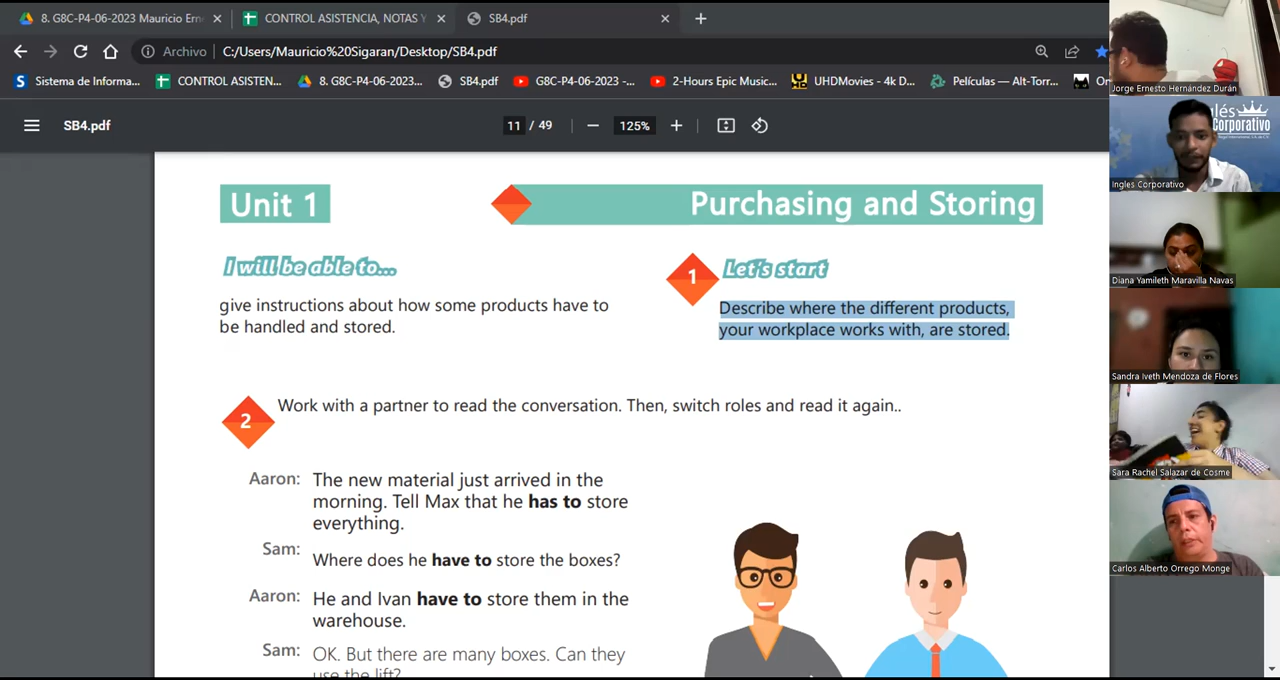 8. G8C-P4-06-2023 Mauricio Ern
CONTROL ASISTENCIA, NOTAS Y
SB4.pdf
Archivo
C:/Users/Mauricio%20Sigaran/Desktop/SB4.pdf
Sistema de Informa...
CONTROL ASISTEN...
8. G8C-P4-06-2023...
SB4.pdf
G8C-P4-06-2023 -...
2-Hours Epic Music...
UHDMovies - 4k D...
Películas — Alt-Torr...
SB4.pdf
11 / 49
125%
Unit 1
Purchasing and Storing
I will be able to...
give instructions about how some products have to
be handled and stored.
1
Let's start
Describe where the different products,
your workplace works with, are stored.
2
Work with a partner to read the conversation. Then, switch roles and read it again..
Aaron: The new material just arrived in the
morning. Tell Max that he has to store
everything.
Sam: Where does he have to store the boxes?
Aaron: He and Ivan have to store them in the
warehouse.
Sam: OK. But there are many boxes. Can they
use the lift?
Jorge Ernesto Hernández Durán
Inglés
Corporativo
Ingles Corporativo
Diana Yamileth Maravilla Navas
Sandra Iveth Mendoza de Flores
Sara Rachel Salazar de Cosme
Carlos Alberto Orrego Monge